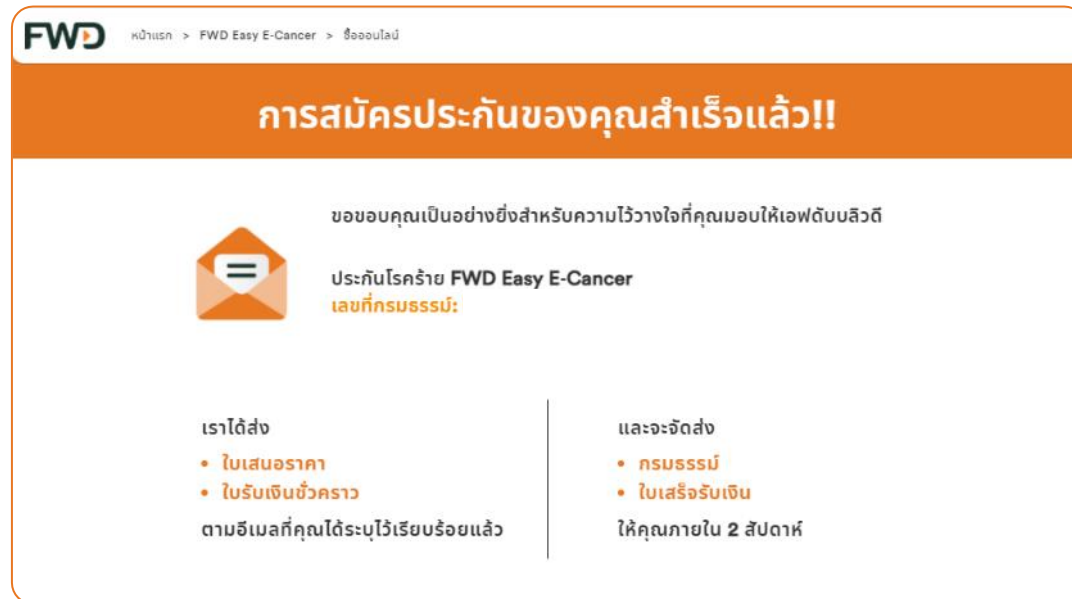 FWD หน้าแรก > FWD Easy E-Cancer > ซื้อออนไลน์
การสมัครประกันของคุณสำเร็จแล้ว!!
ขอขอบคุณเป็นอย่างยิ่งสำหรับความไว้วางใจที่คุณมอบให้เอฟดับบลิวดี
ประกันโรคร้าย FWD Easy E-Cancer
เลขที่กรมธรรม์:
เราได้ส่ง
• ใบเสนอราคา
• ใบรับเงินชั่วคราว
ตามอีเมลที่คุณได้ระบุไว้เรียบร้อยแล้ว
และจะจัดส่ง
• กรมธรรม์
• ใบเสร็จรับเงิน
ให้คุณภายใน 2 สัปดาห์